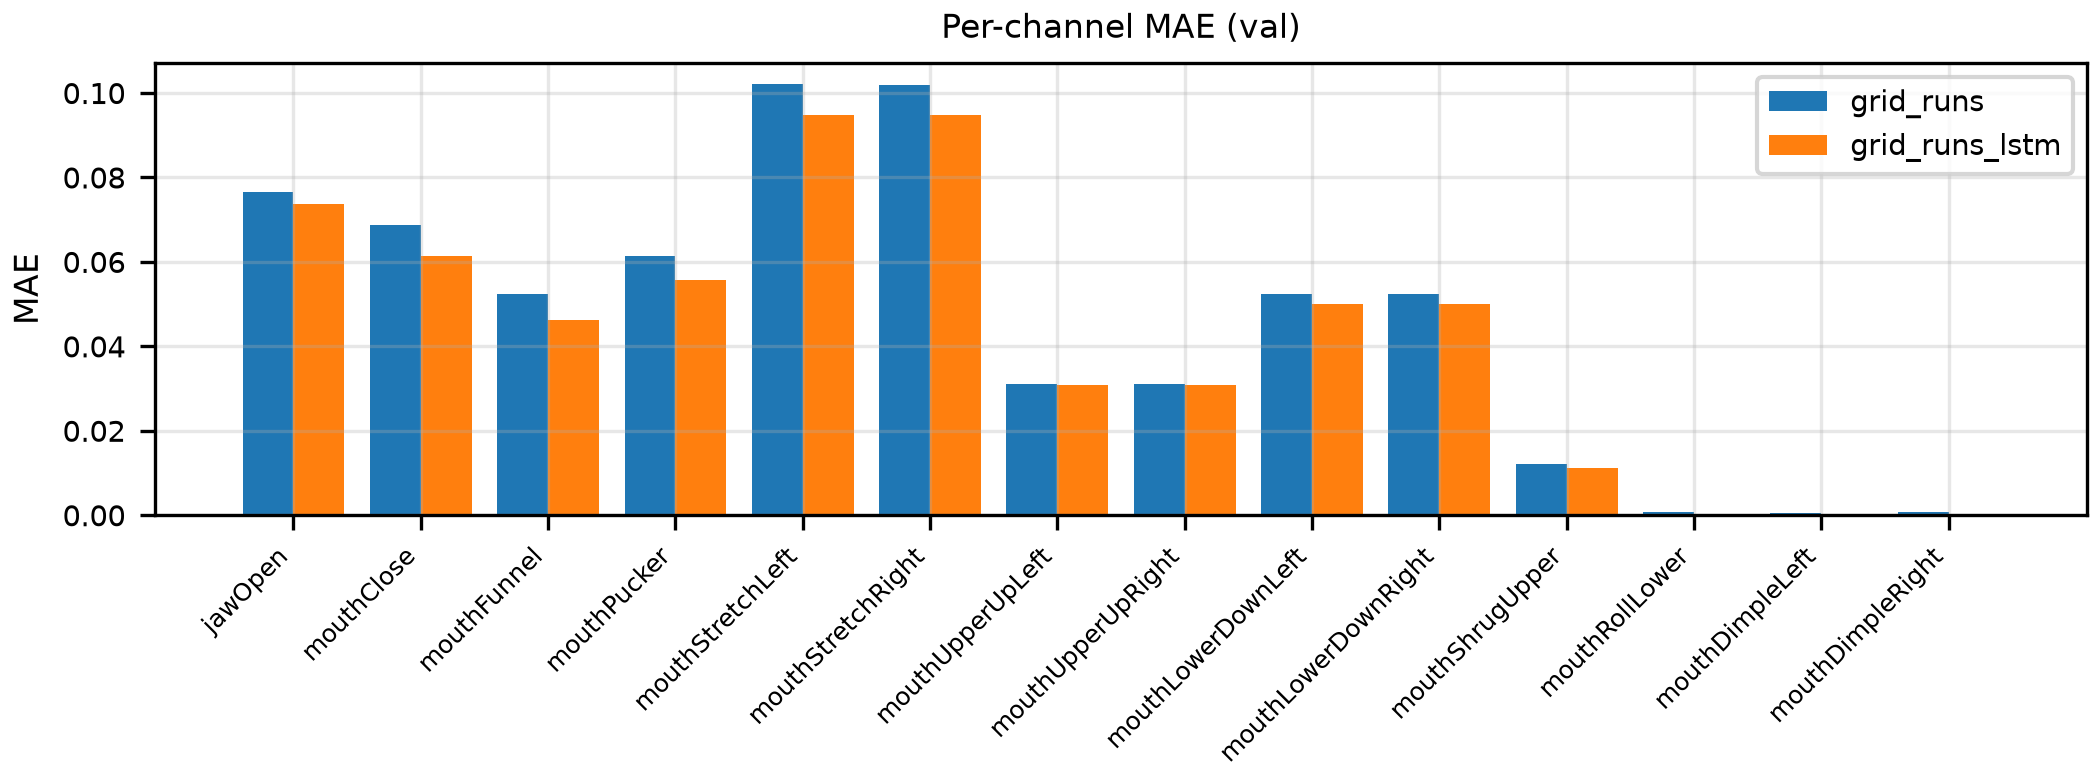 Per-channel MAE (val)
MAE
0.10
0.08
0.06
0.04
0.02
0.00
grid_runs
grid_runs_lstm
jawOpen
mouthClose
mouthFunnel
mouthPucker
mouthStretchLeft
mouthStretchRight
mouthUpperUpLeft
mouthUpperUpRight
mouthLowerDownLeft
mouthLowerDownRight
mouthShrugUpper
mouthRollLower
mouthDimpleLeft
mouthDimpleRight